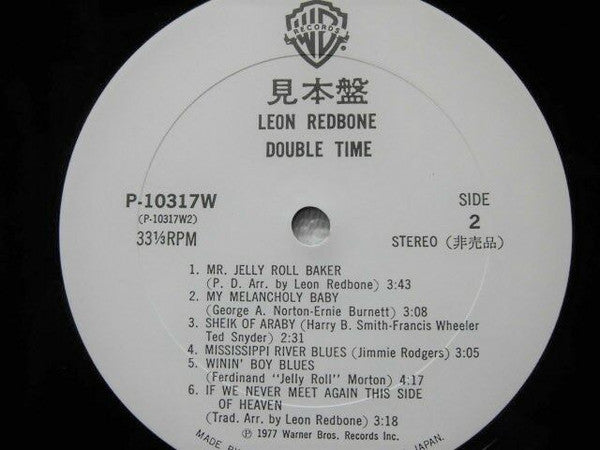 WB
RECORDS
見本盤
LEON REDBONE
DOUBLE TIME
P-10317W
(P-10317W2)
33⅓RPM
SIDE
2
STEREO (非売品)
1. MR. JELLY ROLL BAKER
(P. D. Arr. by Leon Redbone) 3:43
2. MY MELANCHOLY BABY
(George A. Norton-Ernie Burnett) 3:08
3. SHEIK OF ARABY (Harry B. Smith-Francis Wheeler
Ted Snyder) 2:31
4. MISSISSIPPI RIVER BLUES (Jimmie Rodgers) 3:05
5. WININ' BOY BLUES
(Ferdinand "Jelly Roll" Morton) 4:17
6. IF WE NEVER MEET AGAIN THIS SIDE
OF HEAVEN
(Trad. Arr. by Leon Redbone) 3:18
℗ 1977 Warner Bros. Records Inc.
MADE JAPAN.